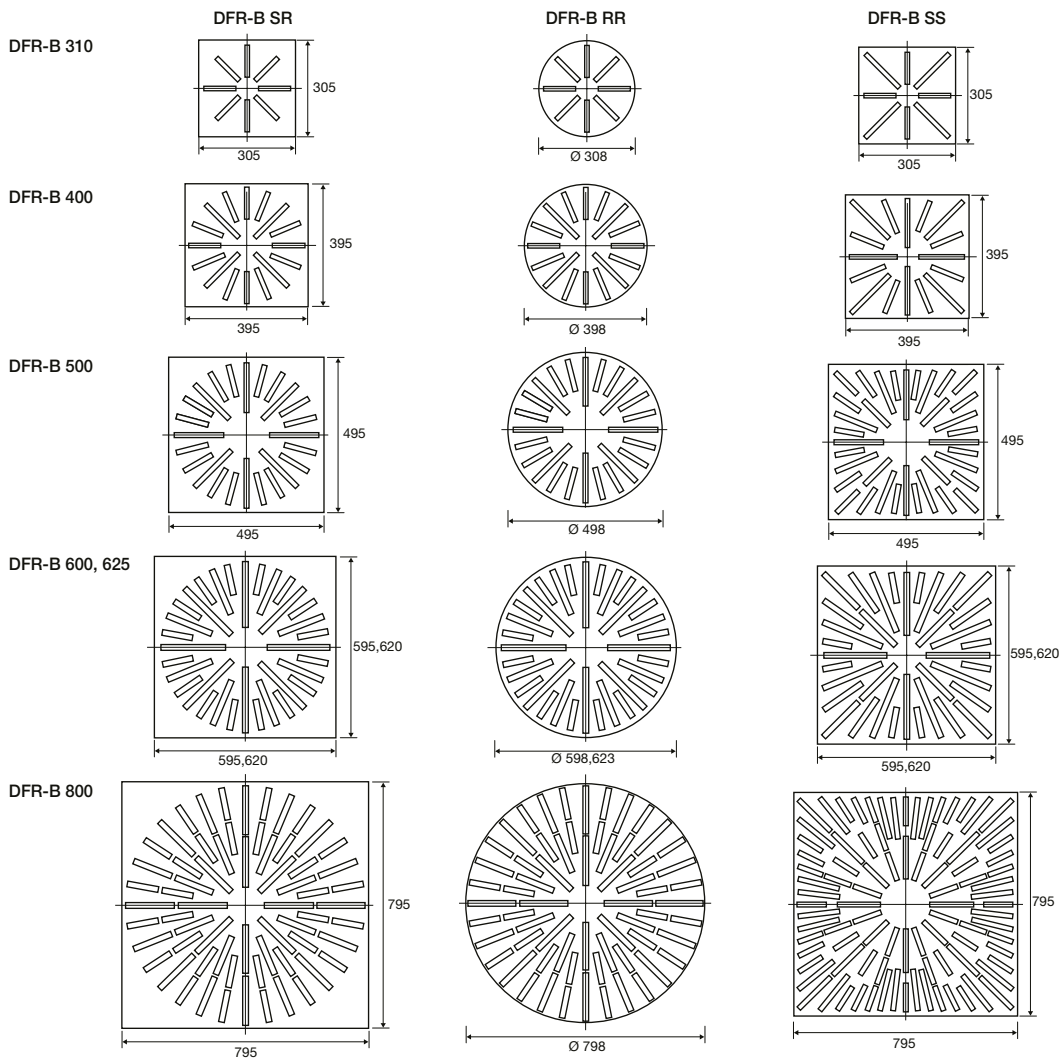 DFR-B SR
DFR-B RR
DFR-B SS
DFR-B 310
305
305
Ø 308
305
305
DFR-B 400
395
395
Ø 398
395
395
DFR-B 500
495
495
Ø 498
495
495
DFR-B 600, 625
595,620
595,620
Ø 598,623
595,620
595,620
DFR-B 800
795
795
Ø 798
795
795